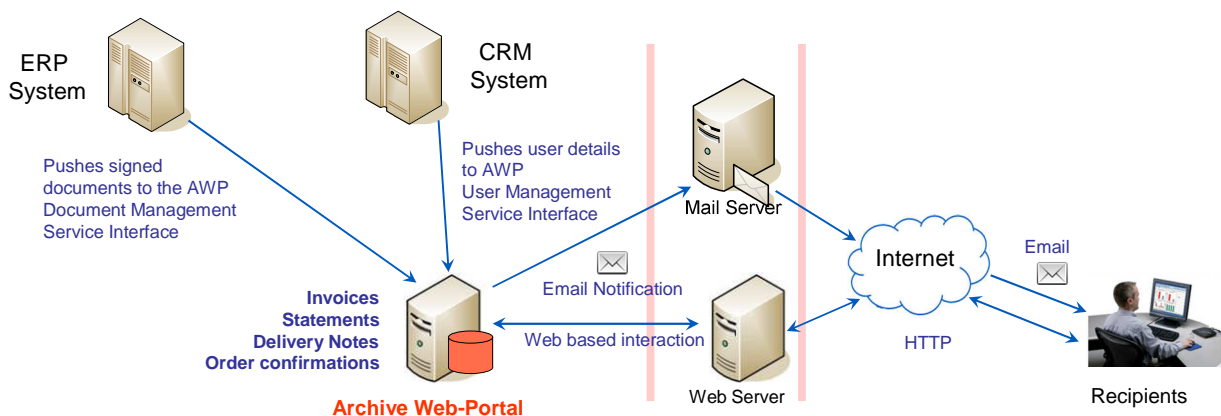 ERP
System
CRM
System
Pushes signed
documents to the AWP
Document Management
Service Interface
Pushes user details
to AWP
User Management
Service Interface
Mail Server
Internet
Email
Email Notification
Invoices
Statements
Delivery Notes
Order confirmations
Web based interaction
HTTP
Archive Web-Portal
Web Server
Recipients